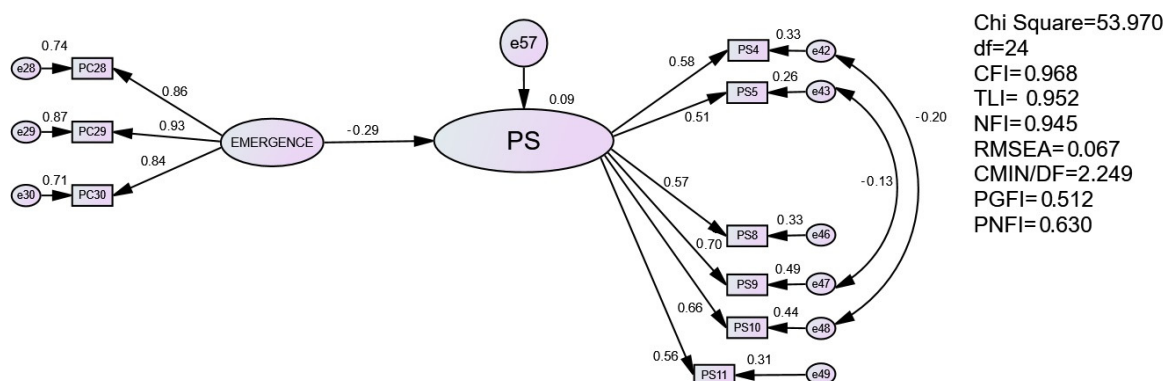 e28
0.74
PC28
0.86
e29
0.87
PC29
0.93
e30
0.71
PC30
0.84
EMERGENCE
-0.29
e57
0.09
PS
0.58
0.51
0.57
0.70
0.66
0.56
PS4
0.33
e42
PS5
0.26
e43
PS8
0.33
e46
PS9
0.49
e47
PS10
0.44
e48
PS11
0.31
e49
-0.20
-0.13
Chi Square=53.970
df=24
CFI=0.968
TLI= 0.952
NFI=0.945
RMSEA=0.067
CMIN/DF=2.249
PGFI=0.512
PNFI=0.630